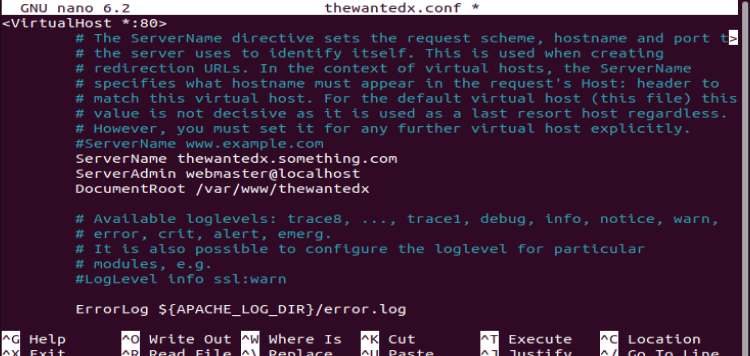 GNU nano 6.2 thewantedx.conf *
<VirtualHost *:80>
# The ServerName directive sets the request scheme, hostname and port t>
# the server uses to identify itself. This is used when creating
# redirection URLs. In the context of virtual hosts, the ServerName
# specifies what hostname must appear in the request's Host: header to
# match this virtual host. For the default virtual host (this file) this
# value is not decisive as it is used as a last resort host regardless.
# However, you must set it for any further virtual host explicitly.
#ServerName www.example.com
ServerName thewantedx.something.com
ServerAdmin webmaster@localhost
DocumentRoot /var/www/thewantedx
# Available loglevels: trace8, ..., trace1, debug, info, notice, warn,
# error, crit, alert, emerg.
# It is also possible to configure the loglevel for particular
# modules, e.g.
#LogLevel info ssl:warn
ErrorLog ${APACHE_LOG_DIR}/error.log
^G Help ^O Write Out ^W Where Is ^K Cut ^T Execute ^C Location
^X Exit ^R Read File ^\ Replace ^U Paste ^J Justify ^/ Go To Line